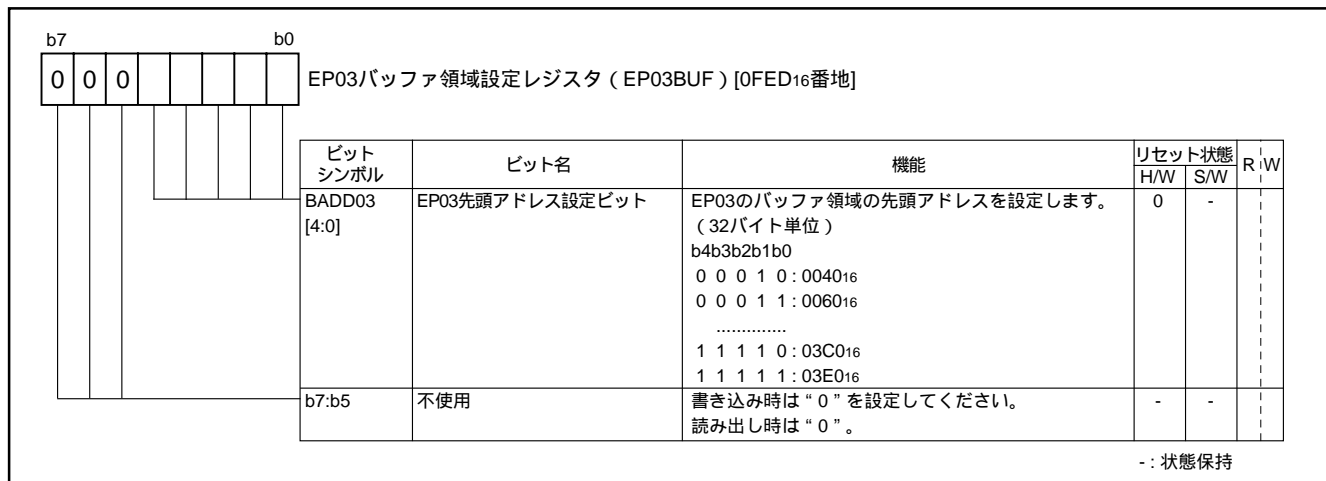 b7 b0
0 0 0
EP03バッファ領域設定レジスタ（EP03BUF）[0FED16番地]
ビットシンボル ビット名 機能 リセット状態 R W
H/W S/W
BADD03 EP03先頭アドレス設定ビット EP03のバッファ領域の先頭アドレスを設定します。 0 -
[4:0] （32バイト単位）
b4b3b2b1b0
0 0 0 1 0 : 004016
0 0 0 1 1 : 006016
..............
1 1 1 1 0 : 03C016
1 1 1 1 1 : 03E016
b7:b5 不使用 書き込み時は“0”を設定してください。 - -
読み出し時は“0”。
- : 状態保持